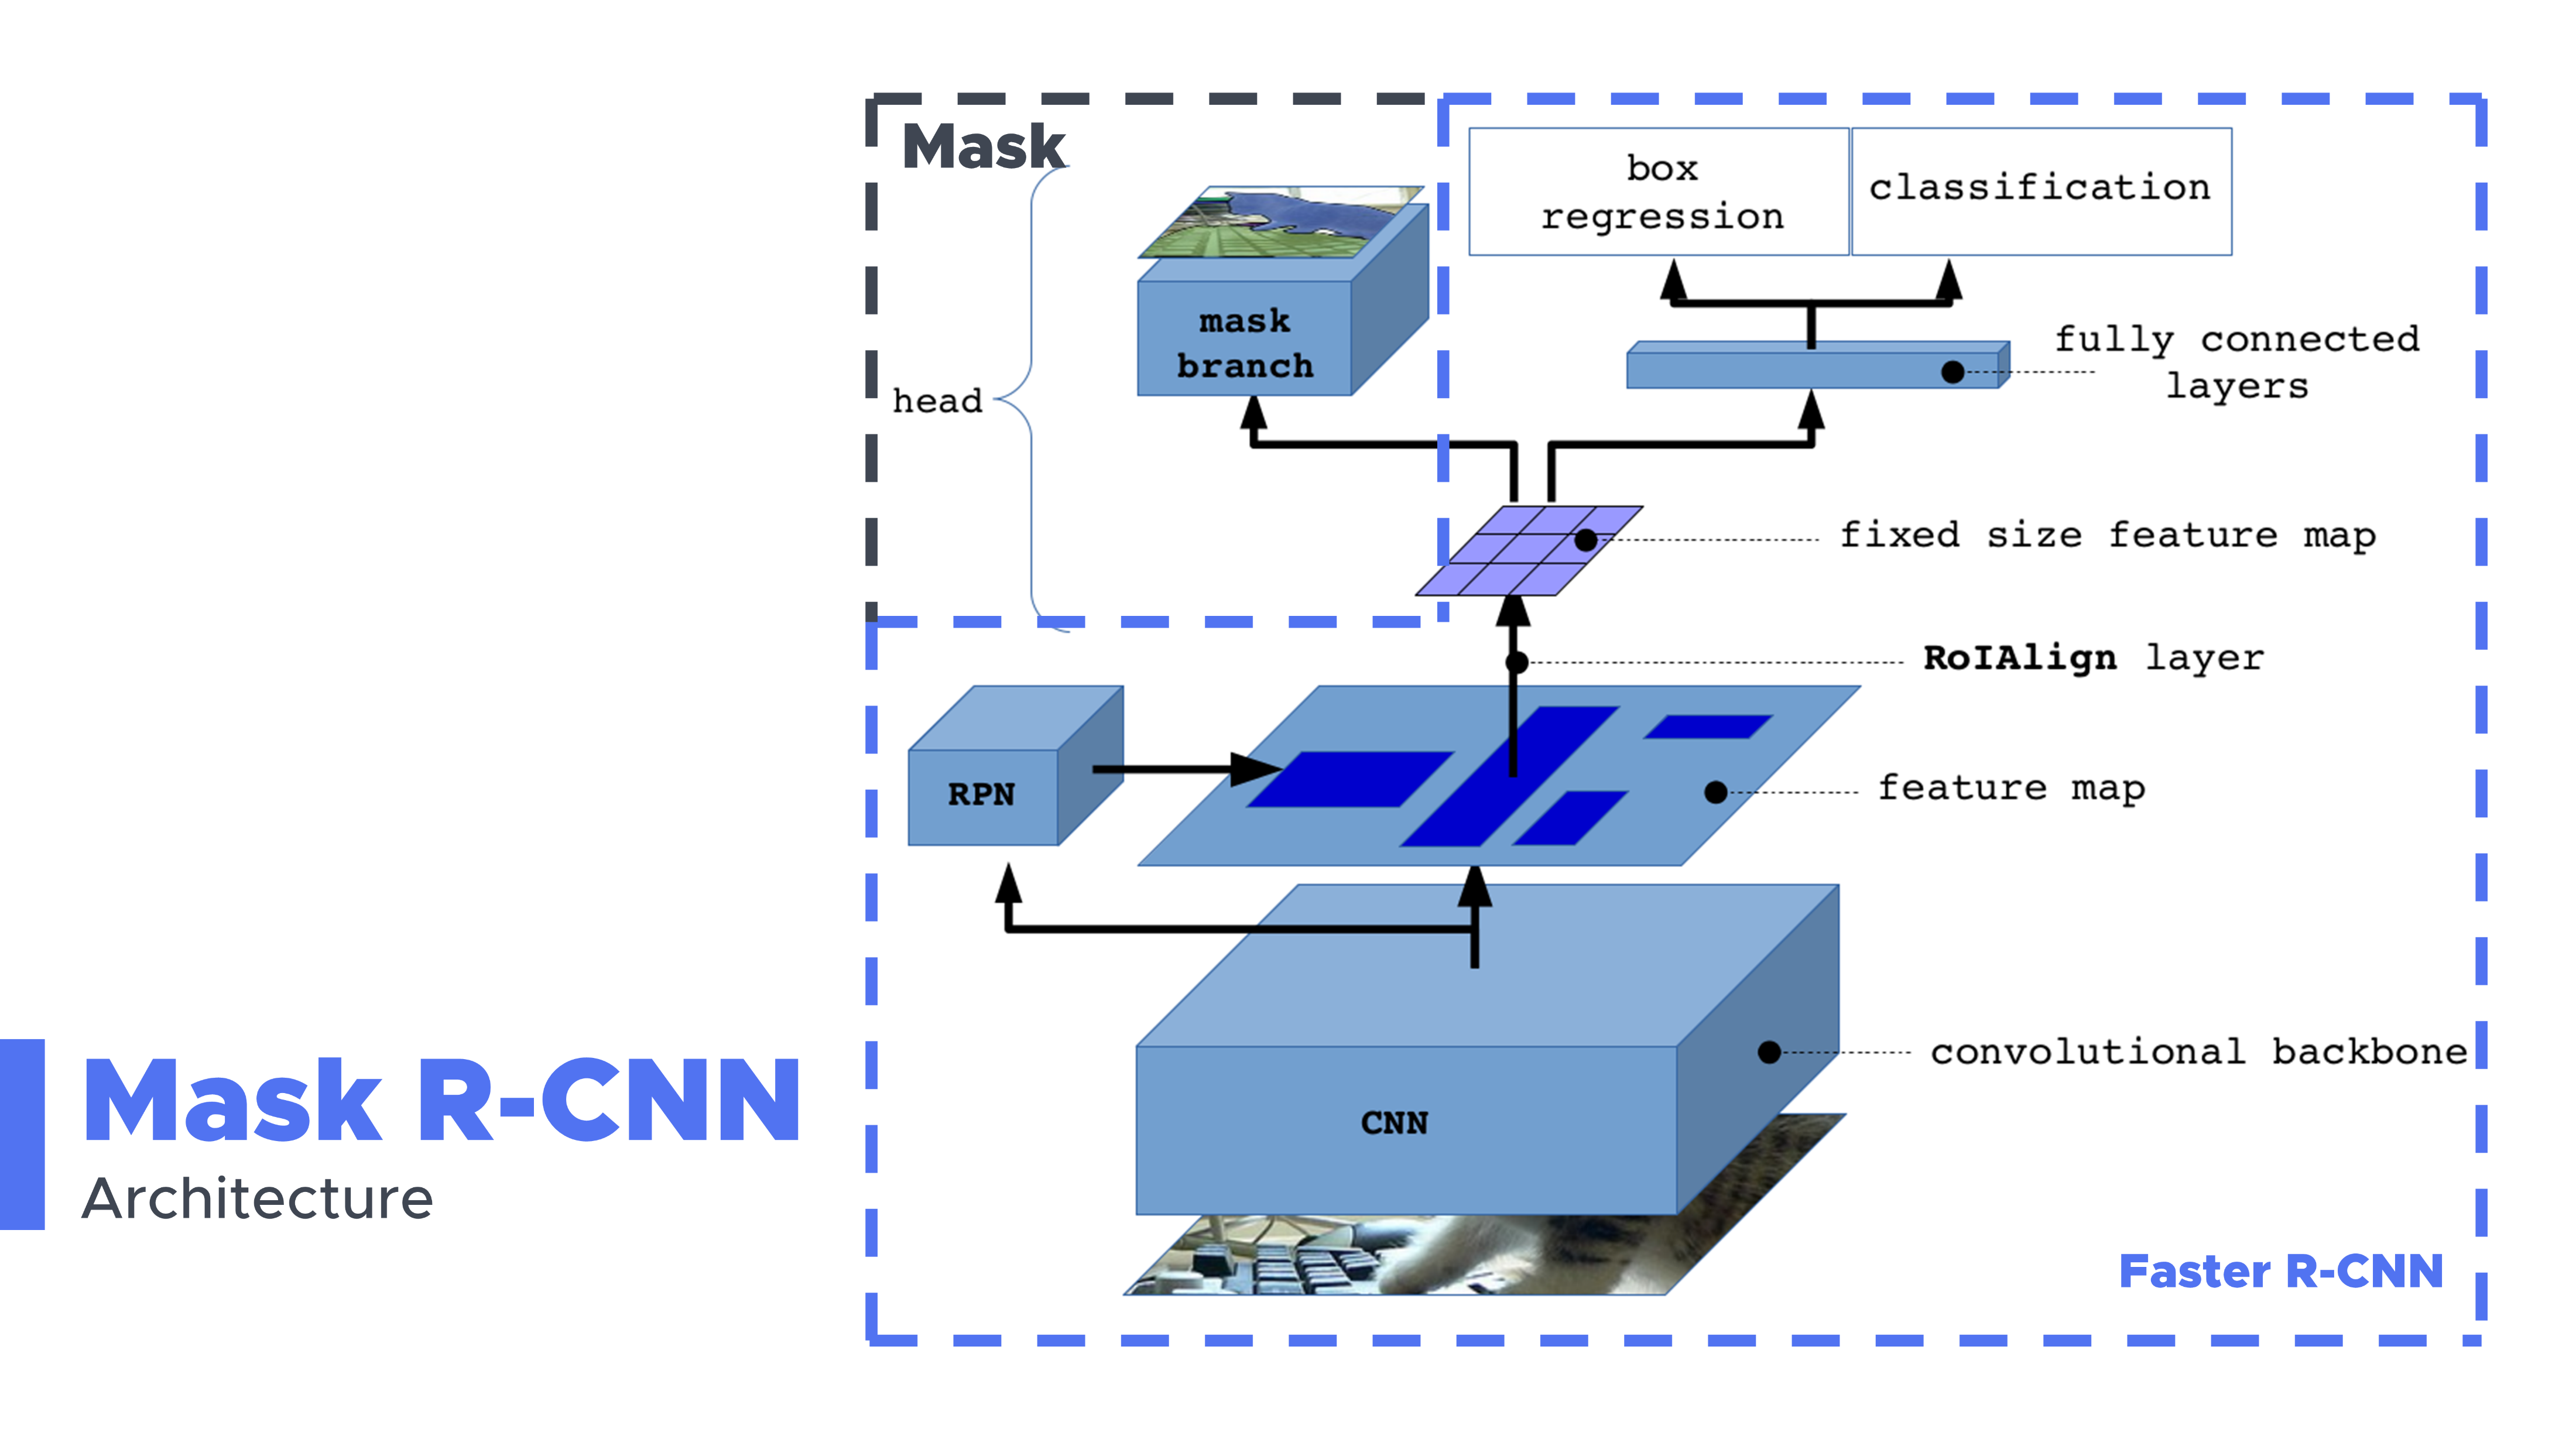 Mask
box
regression
classification
mask
branch
fully connected
layers
head
fixed size feature map
RoIAlign layer
RPN
feature map
convolutional backbone
CNN
Mask R-CNN
Architecture
Faster R-CNN